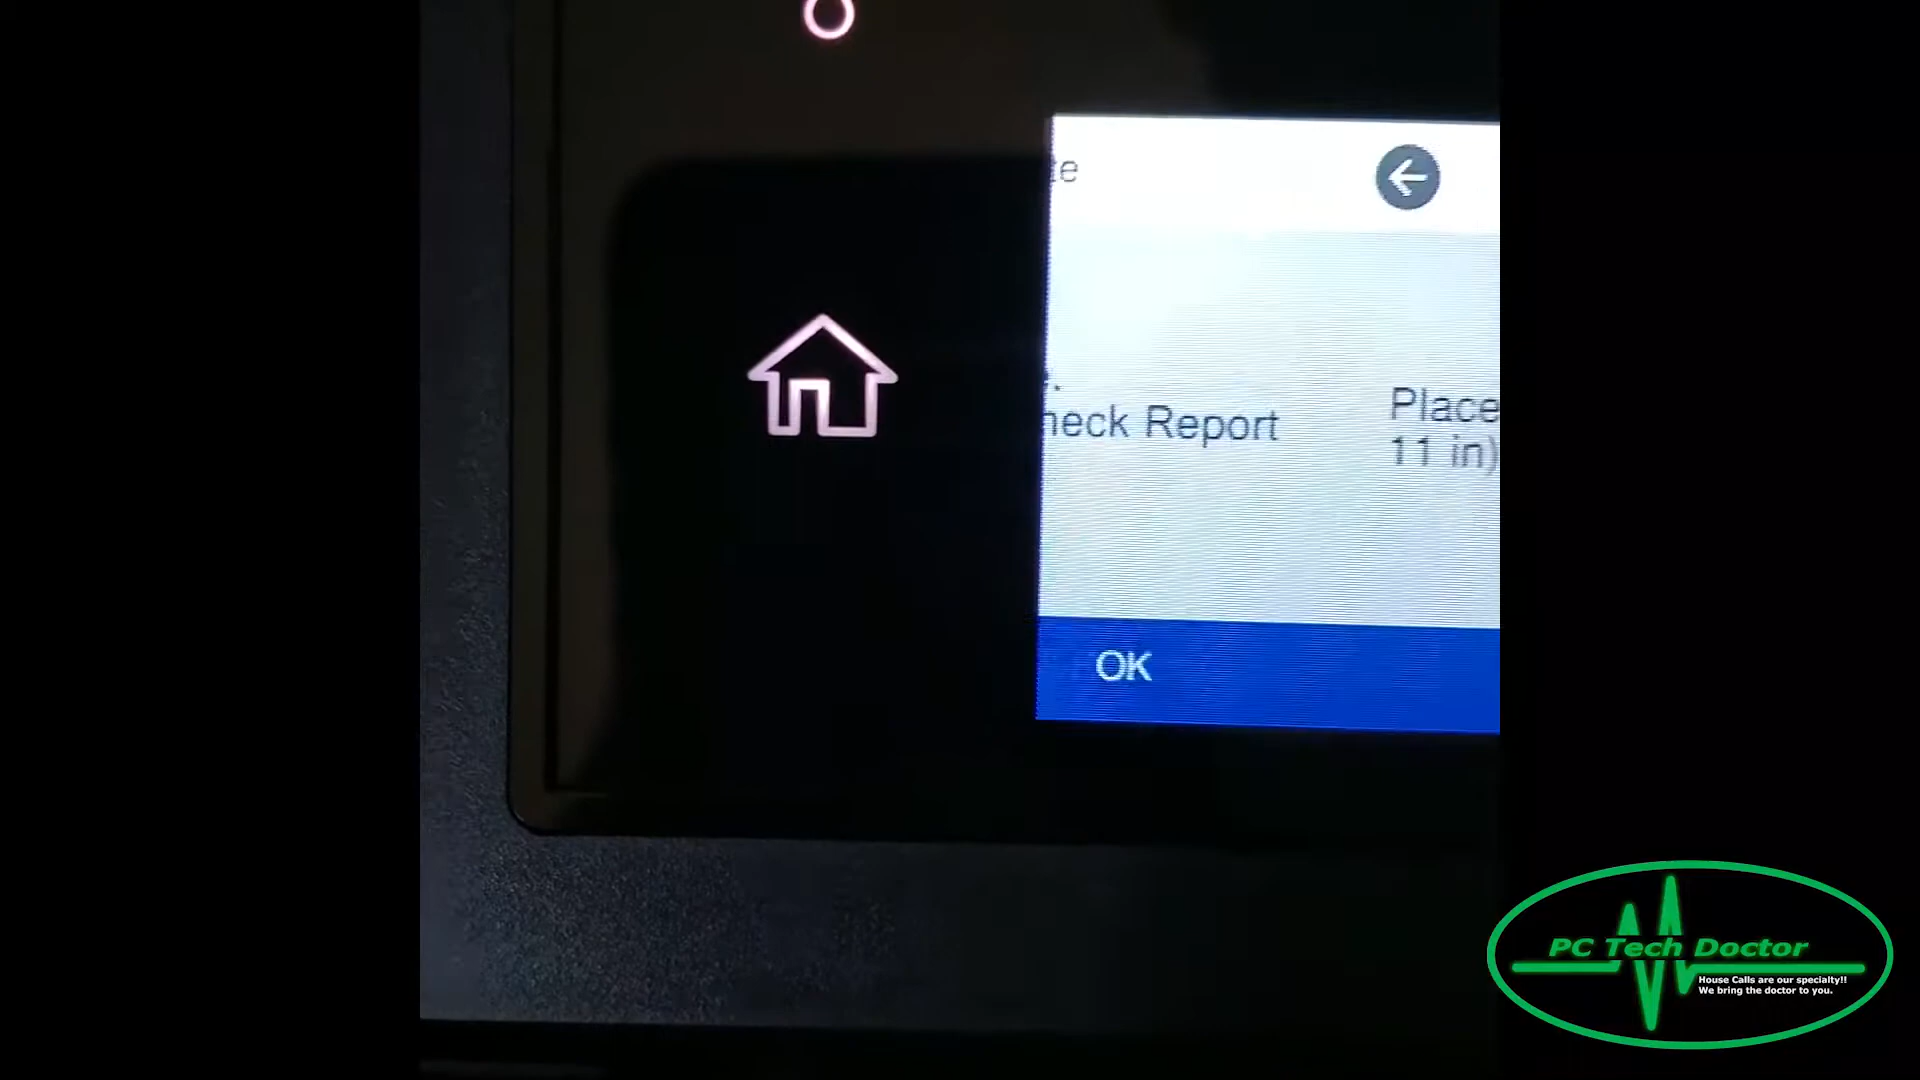 heck Report
Place
11 in)
OK
PC Tech Doctor
House Calls are our specialty!!
We bring the doctor to you.